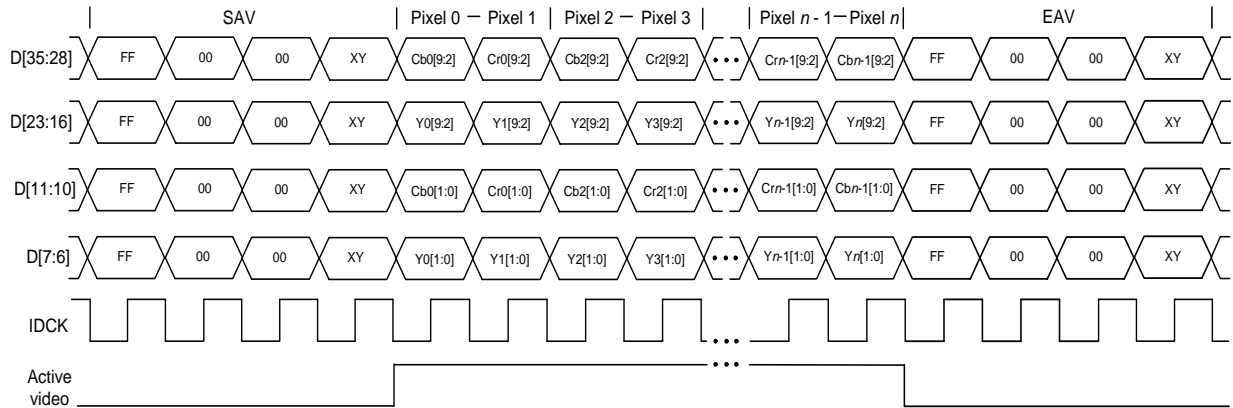 SAV | Pixel 0 — Pixel 1 | Pixel 2 — Pixel 3 | | Pixel n - 1 — Pixel n | EAV |
D[35:28] FF 00 00 XY Cb0[9:2] Cr0[9:2] Cb2[9:2] Cr2[9:2] ••• Crn-1[9:2] Cbn-1[9:2] FF 00 00 XY
D[23:16] FF 00 00 XY Y0[9:2] Y1[9:2] Y2[9:2] Y3[9:2] ••• Yn-1[9:2] Yn[9:2] FF 00 00 XY
D[11:10] FF 00 00 XY Cb0[1:0] Cr0[1:0] Cb2[1:0] Cr2[1:0] ••• Crn-1[1:0] Cbn-1[1:0] FF 00 00 XY
D[7:6] FF 00 00 XY Y0[1:0] Y1[1:0] Y2[1:0] Y3[1:0] ••• Yn-1[1:0] Yn[1:0] FF 00 00 XY
IDCK •••
Active •••
video